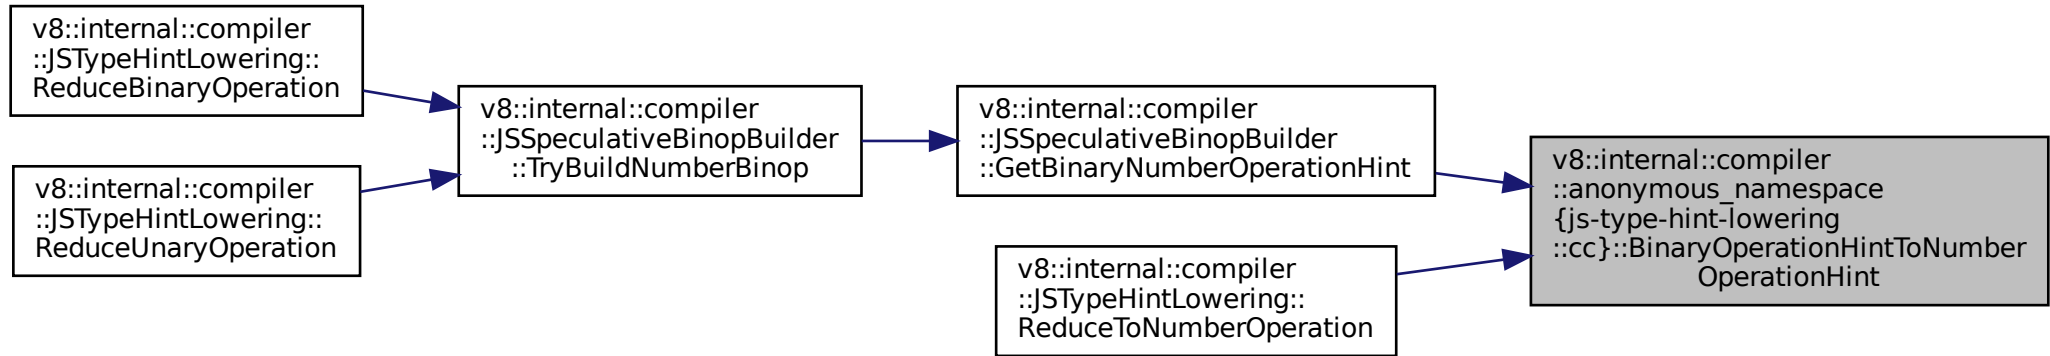 v8::internal::compiler
::JSTypeHintLowering::
ReduceBinaryOperation
v8::internal::compiler
::JSTypeHintLowering::
ReduceUnaryOperation
v8::internal::compiler
::JSSpeculativeBinopBuilder
::TryBuildNumberBinop
v8::internal::compiler
::JSSpeculativeBinopBuilder
::GetBinaryNumberOperationHint
v8::internal::compiler
::JSTypeHintLowering::
ReduceToNumberOperation
v8::internal::compiler
::anonymous_namespace
{js-type-hint-lowering
::cc}::BinaryOperationHintToNumber
OperationHint